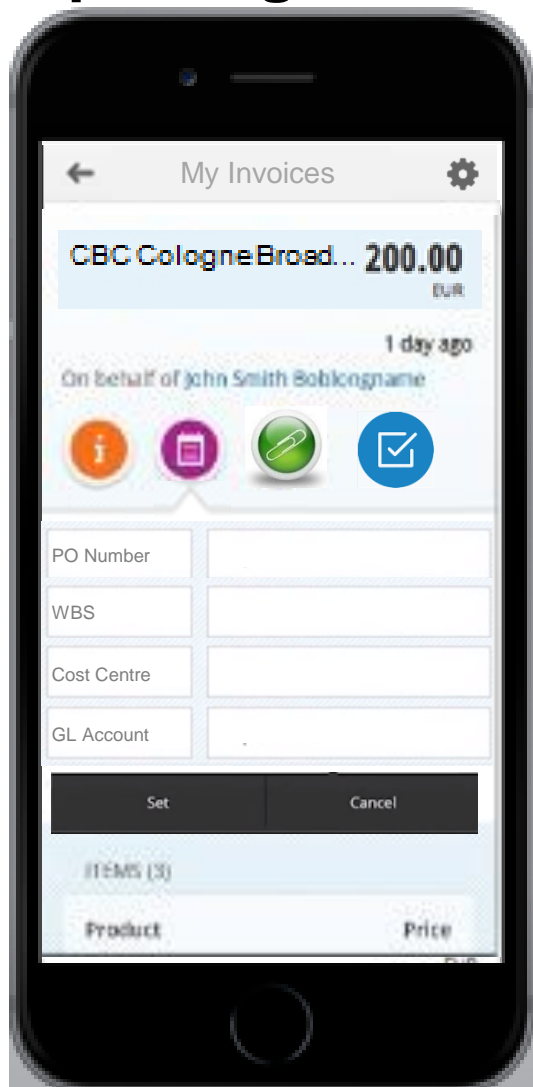 My Invoices
CBC Cologne Broad... 200.00
EUR
1 day ago
On behalf of John Smith Boblongname
PO Number
WBS
Cost Centre
GL Account
Set Cancel
ITEMS (3)
Product Price
EUR